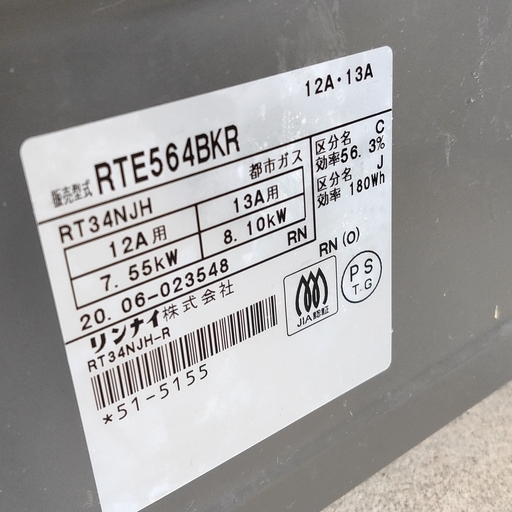 12A・13A
販売型式 RTE564BKR
都市ガス
区分名 C
効率56.3%
区分名 J
効率 180Wh
RT34NJH
12A用 13A用
7.55kW 8.10kW
RN RN (O)
20.06-023548
リンナイ株式会社
RT34NJH-R
*51-5155
JIA認証
PS
T.G